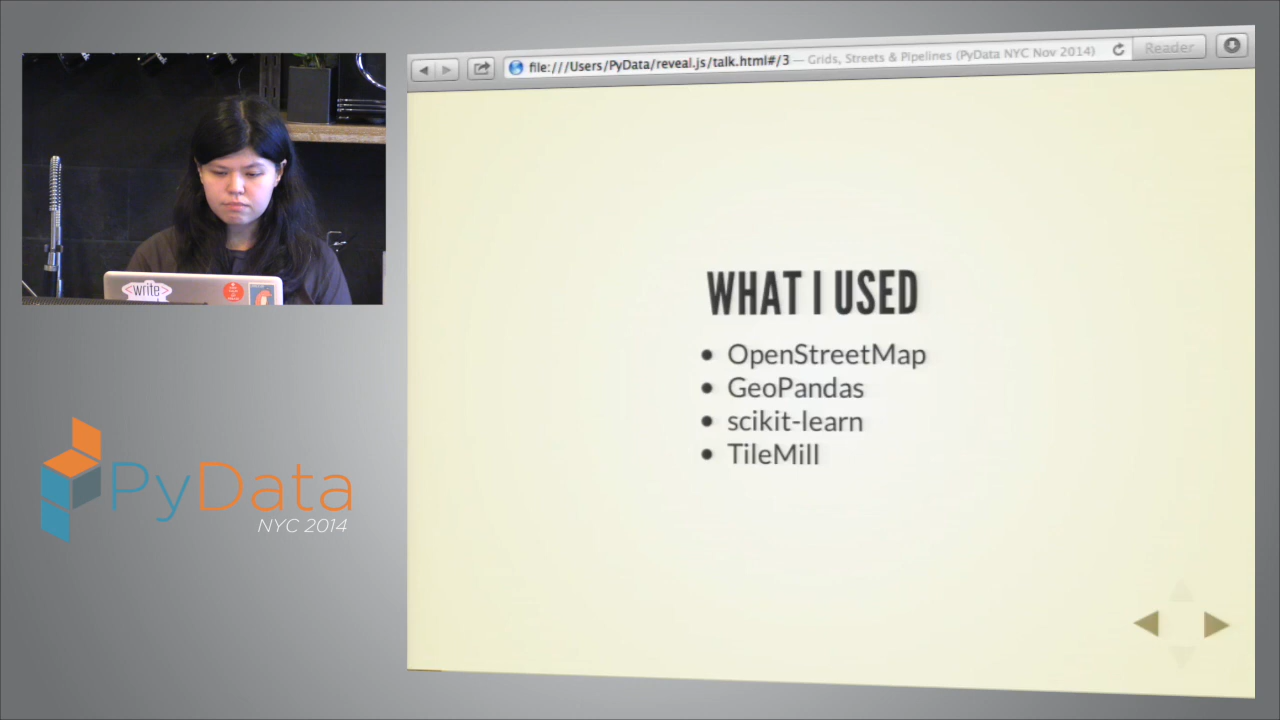 file:///Users/PyData/reveal.js/talk.html#/3 — Grids, Streets & Pipelines (PyData NYC Nov 2014)
Reader
<write>
WHAT I USED
OpenStreetMap
GeoPandas
scikit-learn
TileMill
PyData
NYC 2014